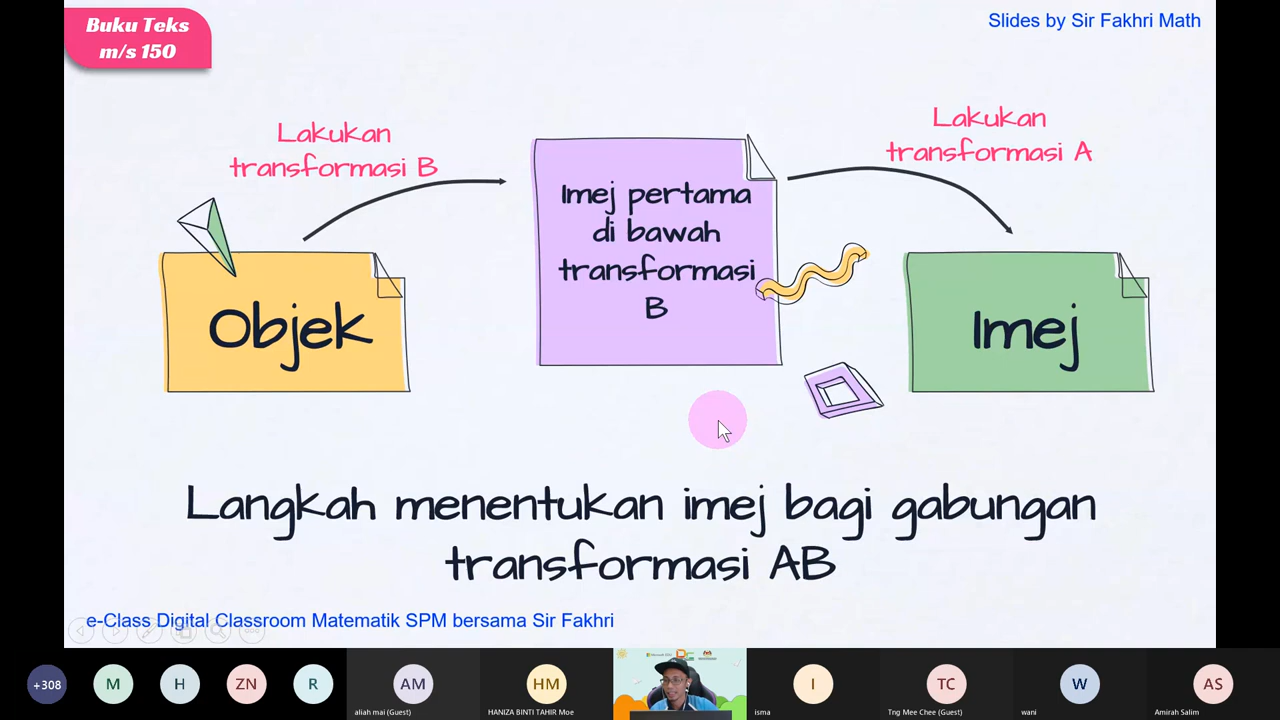 Buku Teks
m/s 150
Slides by Sir Fakhri Math
Lakukan
transformasi B
Lakukan
transformasi A
Imej pertama
di bawah
transformasi
B
Objek
Imej
Langkah menentukan imej bagi gabungan
transformasi AB
e-Class Digital Classroom Matematik SPM bersama Sir Fakhri
+308
M
H
ZN
R
AM
HM
I
TC
W
AS
aliah mai (Guest)
HANIZA BINTI TAHIR Moe
isma
Tng Mee Chee (Guest)
wani
Amirah Salim